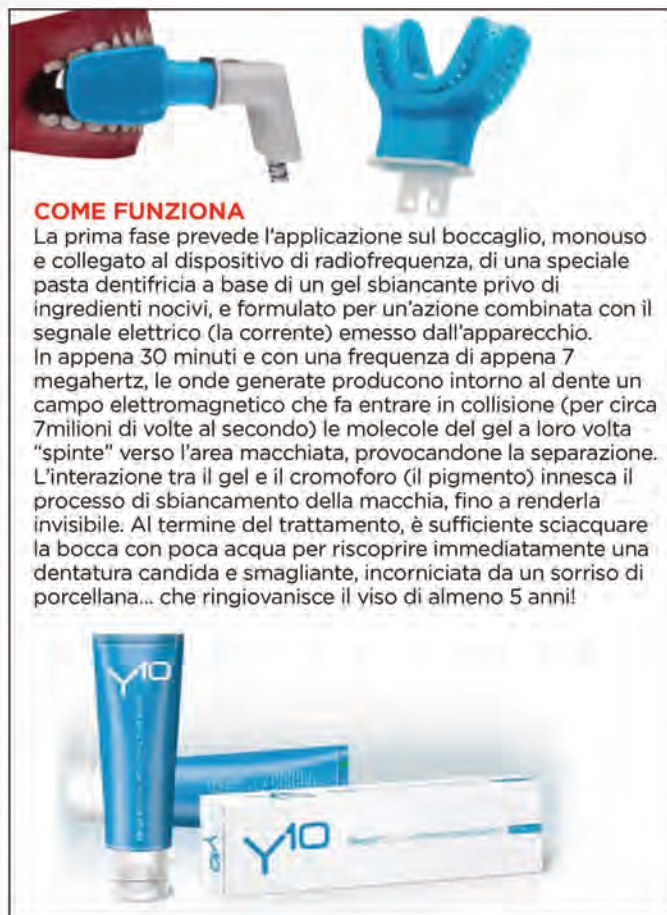 COME FUNZIONA
La prima fase prevede l'applicazione sul boccaglio, monouso
e collegato al dispositivo di radiofrequenza, di una speciale
pasta dentifricia a base di un gel sbiancante privo di
ingredienti nocivi, e formulato per un'azione combinata con il
segnale elettrico (la corrente) emesso dall'apparecchio.
In appena 30 minuti e con una frequenza di appena 7
megahertz, le onde generate producono intorno al dente un
campo elettromagnetico che fa entrare in collisione (per circa
7milioni di volte al secondo) le molecole del gel a loro volta
"spinte" verso l'area macchiata, provocandone la separazione.
L'interazione tra il gel e il cromoforo (il pigmento) innesca il
processo di sbiancamento della macchia, fino a renderla
invisibile. Al termine del trattamento, è sufficiente sciacquare
la bocca con poca acqua per riscoprire immediatamente una
dentatura candida e smagliante, incorniciata da un sorriso di
porcellana... che ringiovanisce il viso di almeno 5 anni!
Y10
Y10
Y10